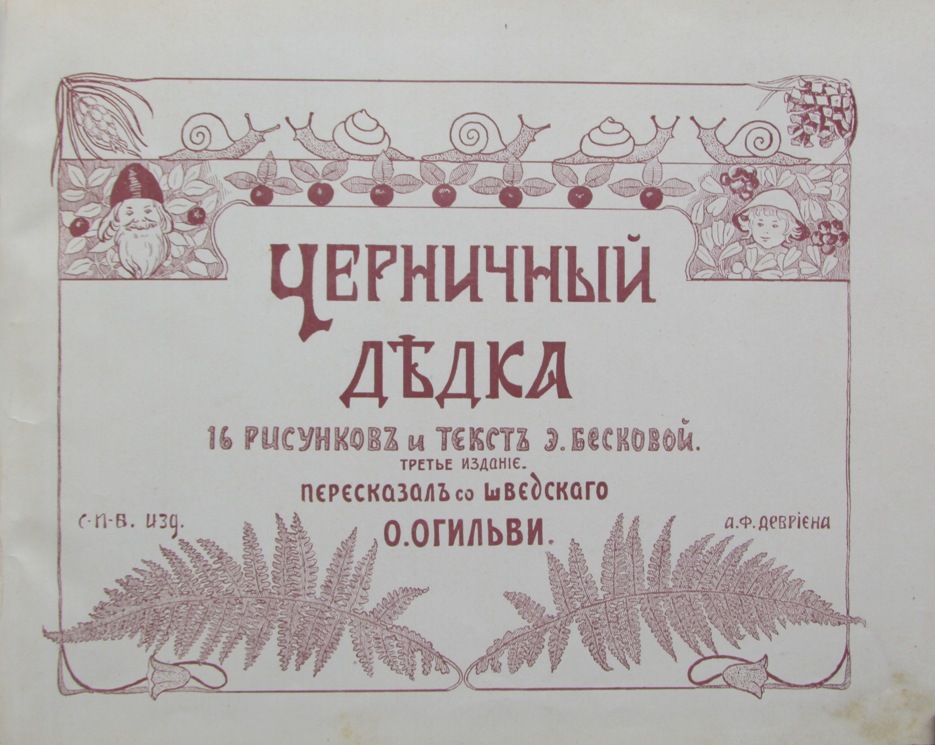 Черничный
Дѣдка
16 рисунковъ и текстъ Э. Бесковой.
Третье изданіе.
Пересказалъ со шведскаго
О. Огильви.
С-П-Б. изд.
А.Ф. Девріена